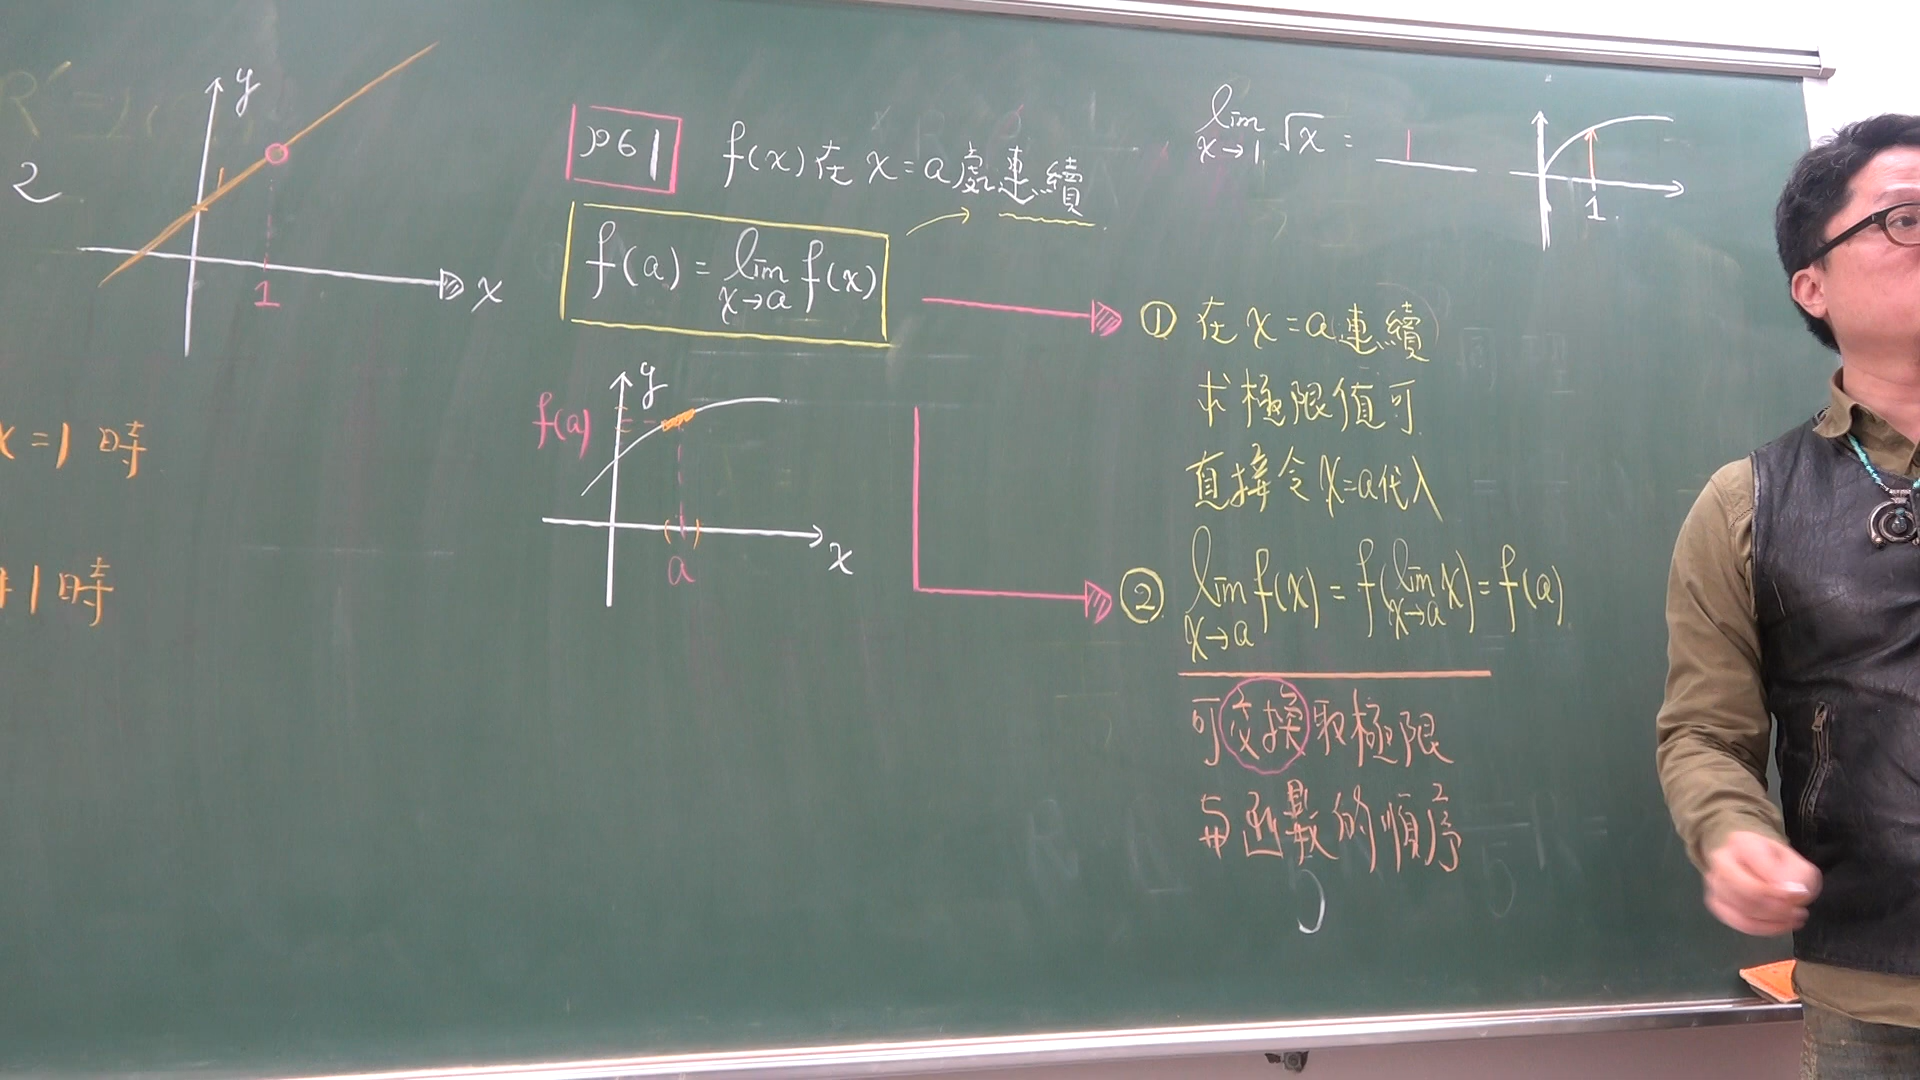 2
y
1
1
x
x=1 時
1 時
P61
f(x) 在 x=a 處連續
f(a) = lim x→a f(x)
y
f(a)
a
x
lim x→1 √x = 1
1
① 在 x=a 連續
求極限值可
直接令 x=a 代入
② lim x→a f(x) = f(lim x→a x) = f(a)
可交換取極限
與函數的順序